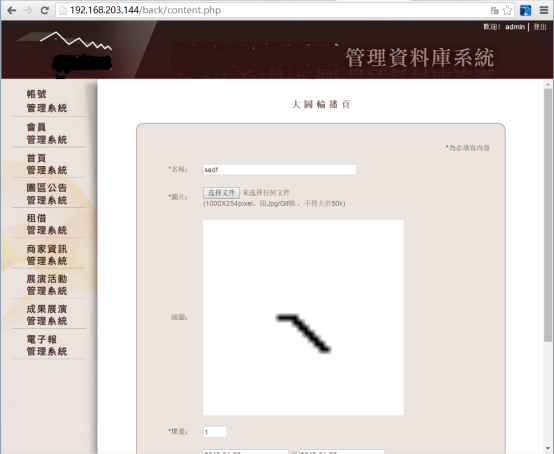 192.168.203.144/back/content.php
歡迎! admin | 登出
管理資料庫系統
帳號
管理系統
會員
管理系統
首頁
管理系統
園區公告
管理系統
租借
管理系統
商家資訊
管理系統
展演活動
管理系統
成果展演
管理系統
電子報
管理系統
大圖輪播頁
*為必填寫內容
*名稱:
sadf
*圖片:
选择文件 未选择任何文件
(1000X254pixel, 限Jpg/Gif檔, 不得大於50k)
縮圖:
*權重:
1